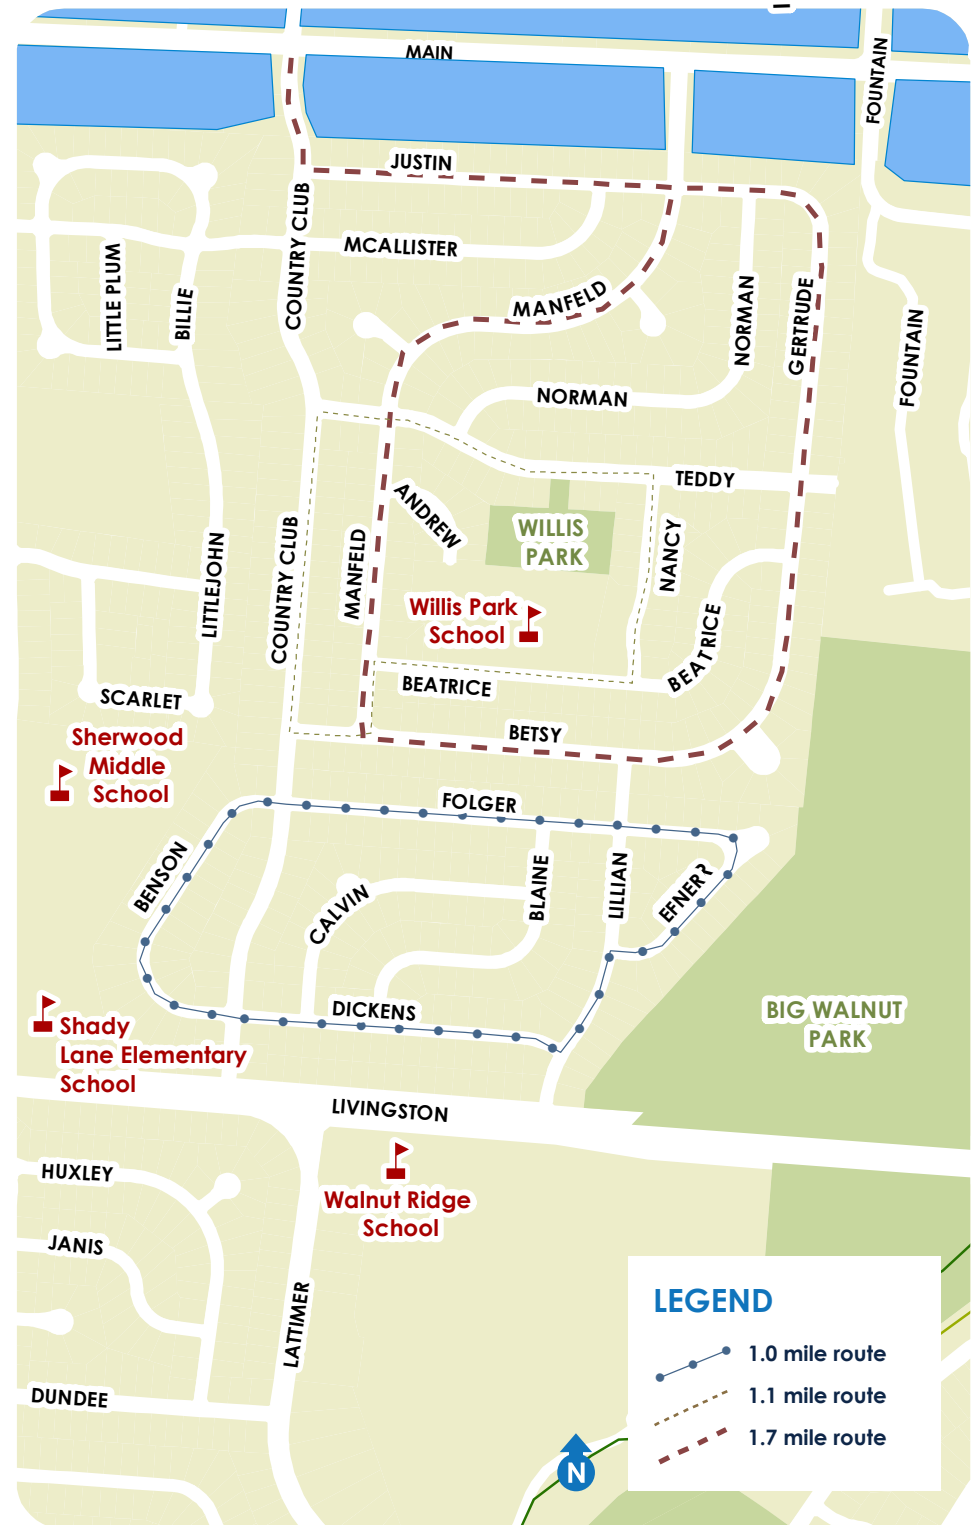 MAIN
FOUNTAIN
JUSTIN
COUNTRY CLUB
MCALLISTER
LITTLE PLUM
BILLIE
MANFELD
NORMAN
GERTRUDE
FOUNTAIN
NORMAN
TEDDY
ANDREW
WILLIS
PARK
NANCY
LITTLEJOHN
COUNTRY CLUB
MANFELD
Willis Park
School
BEATRICE
BEATRICE
SCARLET
BETSY
Sherwood
Middle
School
FOLGER
BENSON
CALVIN
BLAINE
LILLIAN
EFNER
DICKENS
BIG WALNUT
PARK
Shady
Lane Elementary
School
LIVINGSTON
HUXLEY
Walnut Ridge
School
JANIS
LATTIMER
DUNDEE
LEGEND
1.0 mile route
1.1 mile route
1.7 mile route
N